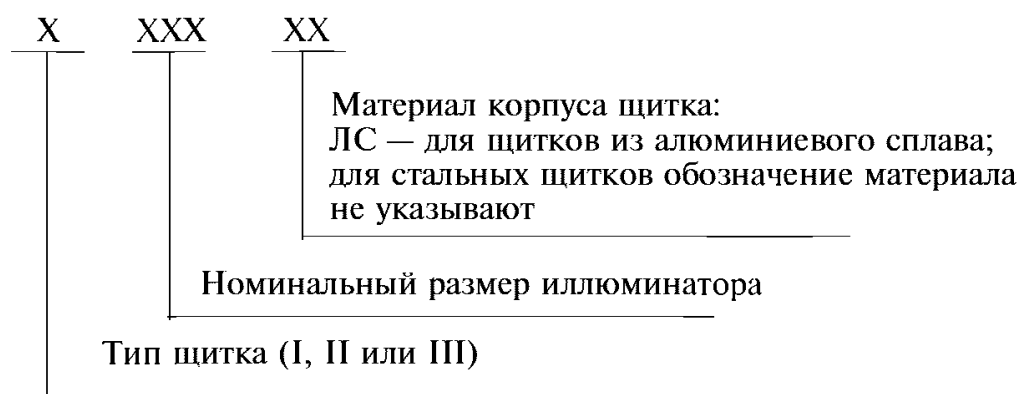 X XXX XX
Материал корпуса щитка:
ЛС — для щитков из алюминиевого сплава;
для стальных щитков обозначение материала
не указывают
Номинальный размер иллюминатора
Тип щитка (I, II или III)